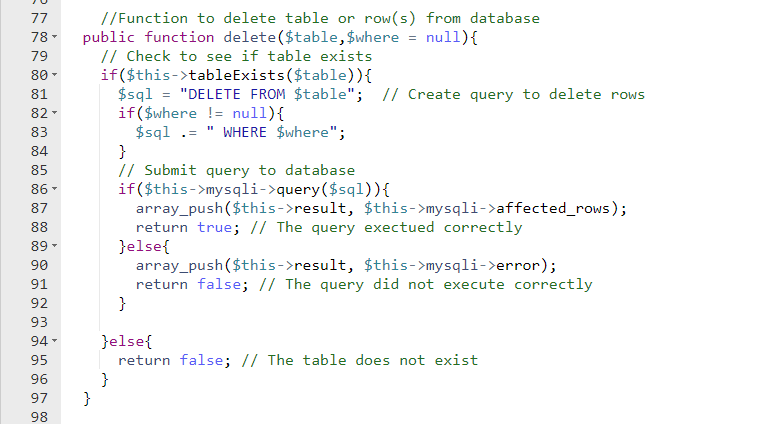 77 //Function to delete table or row(s) from database
78 public function delete($table,$where = null){
79 // Check to see if table exists
80 if($this->tableExists($table)){
81 $sql = "DELETE FROM $table"; // Create query to delete rows
82 if($where != null){
83 $sql .= " WHERE $where";
84 }
85 // Submit query to database
86 if($this->mysqli->query($sql)){
87 array_push($this->result, $this->mysqli->affected_rows);
88 return true; // The query exectued correctly
89 }else{
90 array_push($this->result, $this->mysqli->error);
91 return false; // The query did not execute correctly
92 }
93
94 }else{
95 return false; // The table does not exist
96 }
97 }
98